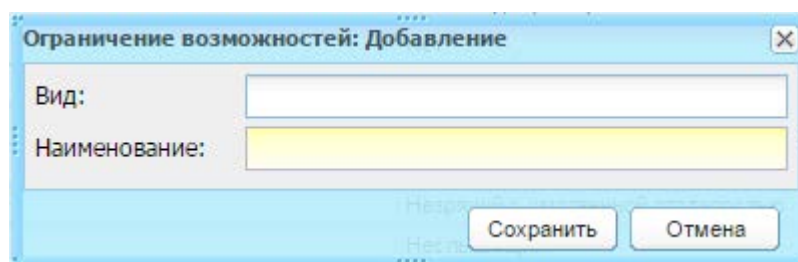 Ограничение возможностей: Добавление
Вид:
Наименование:
Сохранить Отмена